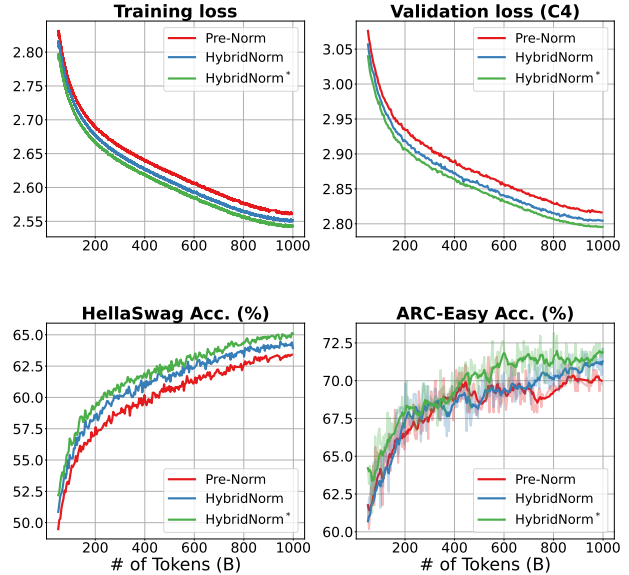 Training loss
2.80
2.75
2.70
2.65
2.60
2.55
200 400 600 800 1000
Pre-Norm
HybridNorm
HybridNorm*
Validation loss (C4)
3.05
3.00
2.95
2.90
2.85
2.80
200 400 600 800 1000
Pre-Norm
HybridNorm
HybridNorm*
HellaSwag Acc. (%)
65.0
62.5
60.0
57.5
55.0
52.5
50.0
200 400 600 800 1000
# of Tokens (B)
Pre-Norm
HybridNorm
HybridNorm*
ARC-Easy Acc. (%)
72.5
70.0
67.5
65.0
62.5
60.0
200 400 600 800 1000
# of Tokens (B)
Pre-Norm
HybridNorm
HybridNorm*